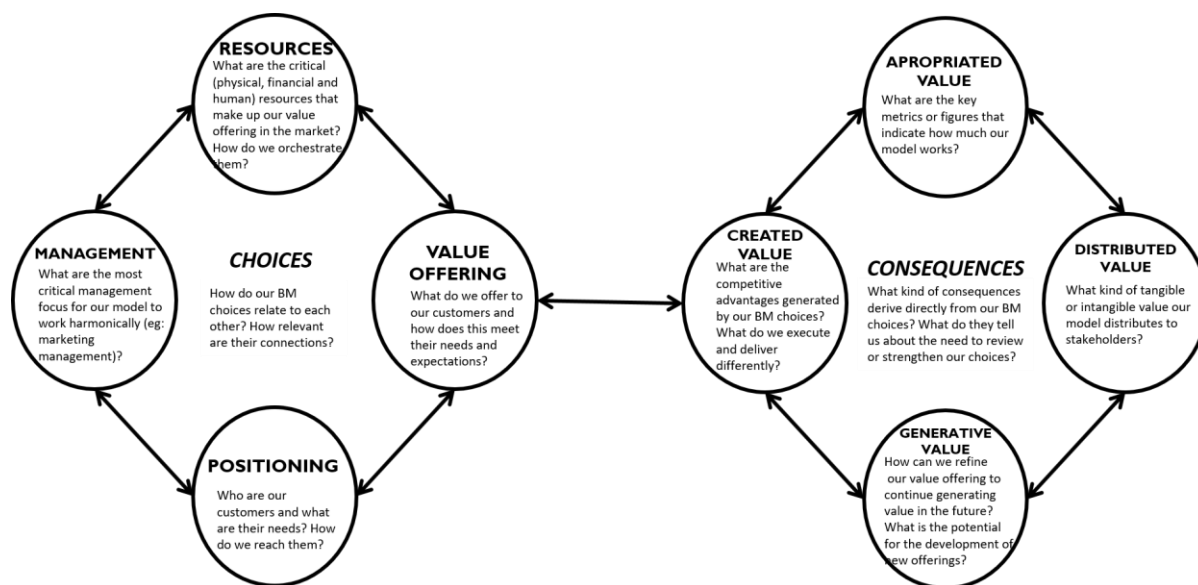 RESOURCES
What are the critical
(physical, financial and
human) resources that
make up our value
offering in the market?
How do we orchestrate
them?
MANAGEMENT
What are the most
critical management
focus for our model to
work harmonically (eg:
marketing
management)?
CHOICES
How do our BM
choices relate to each
other? How relevant
are their connections?
VALUE
OFFERING
What do we offer to
our customers and
how does this meet
their needs and
expectations?
POSITIONING
Who are our
customers and what
are their needs? How
do we reach them?
APROPRIATED
VALUE
What are the key
metrics or figures that
indicate how much our
model works?
CREATED
VALUE
What are the
competitive
advantages generated
by our BM choices?
What do we execute
and deliver
differently?
CONSEQUENCES
What kind of consequences
derive directly from our BM
choices? What do they tell
us about the need to review
or strengthen our choices?
DISTRIBUTED
VALUE
What kind of tangible
or intangible value our
model distributes to
stakeholders?
GENERATIVE
VALUE
How can we refine
our value offering to
continue generating
value in the future?
What is the potential
for the development of
new offerings?